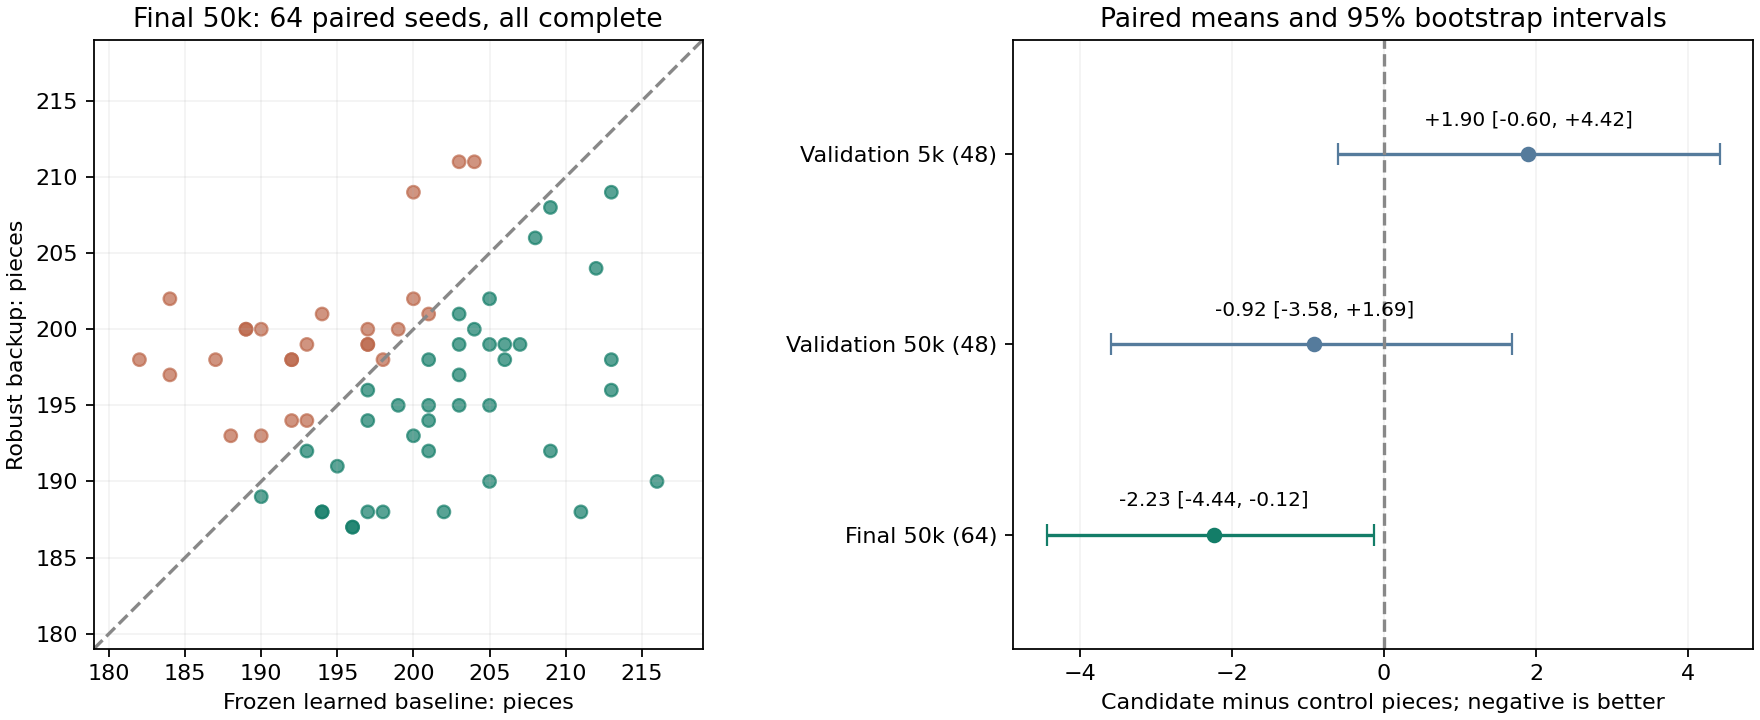 Final 50k: 64 paired seeds, all complete
Robust backup: pieces
215
210
205
200
195
190
185
180
180 185 190 195 200 205 210 215
Frozen learned baseline: pieces
Paired means and 95% bootstrap intervals
Validation 5k (48)
+1.90 [-0.60, +4.42]
Validation 50k (48)
-0.92 [-3.58, +1.69]
Final 50k (64)
-2.23 [-4.44, -0.12]
−4 −2 0 2 4
Candidate minus control pieces; negative is better